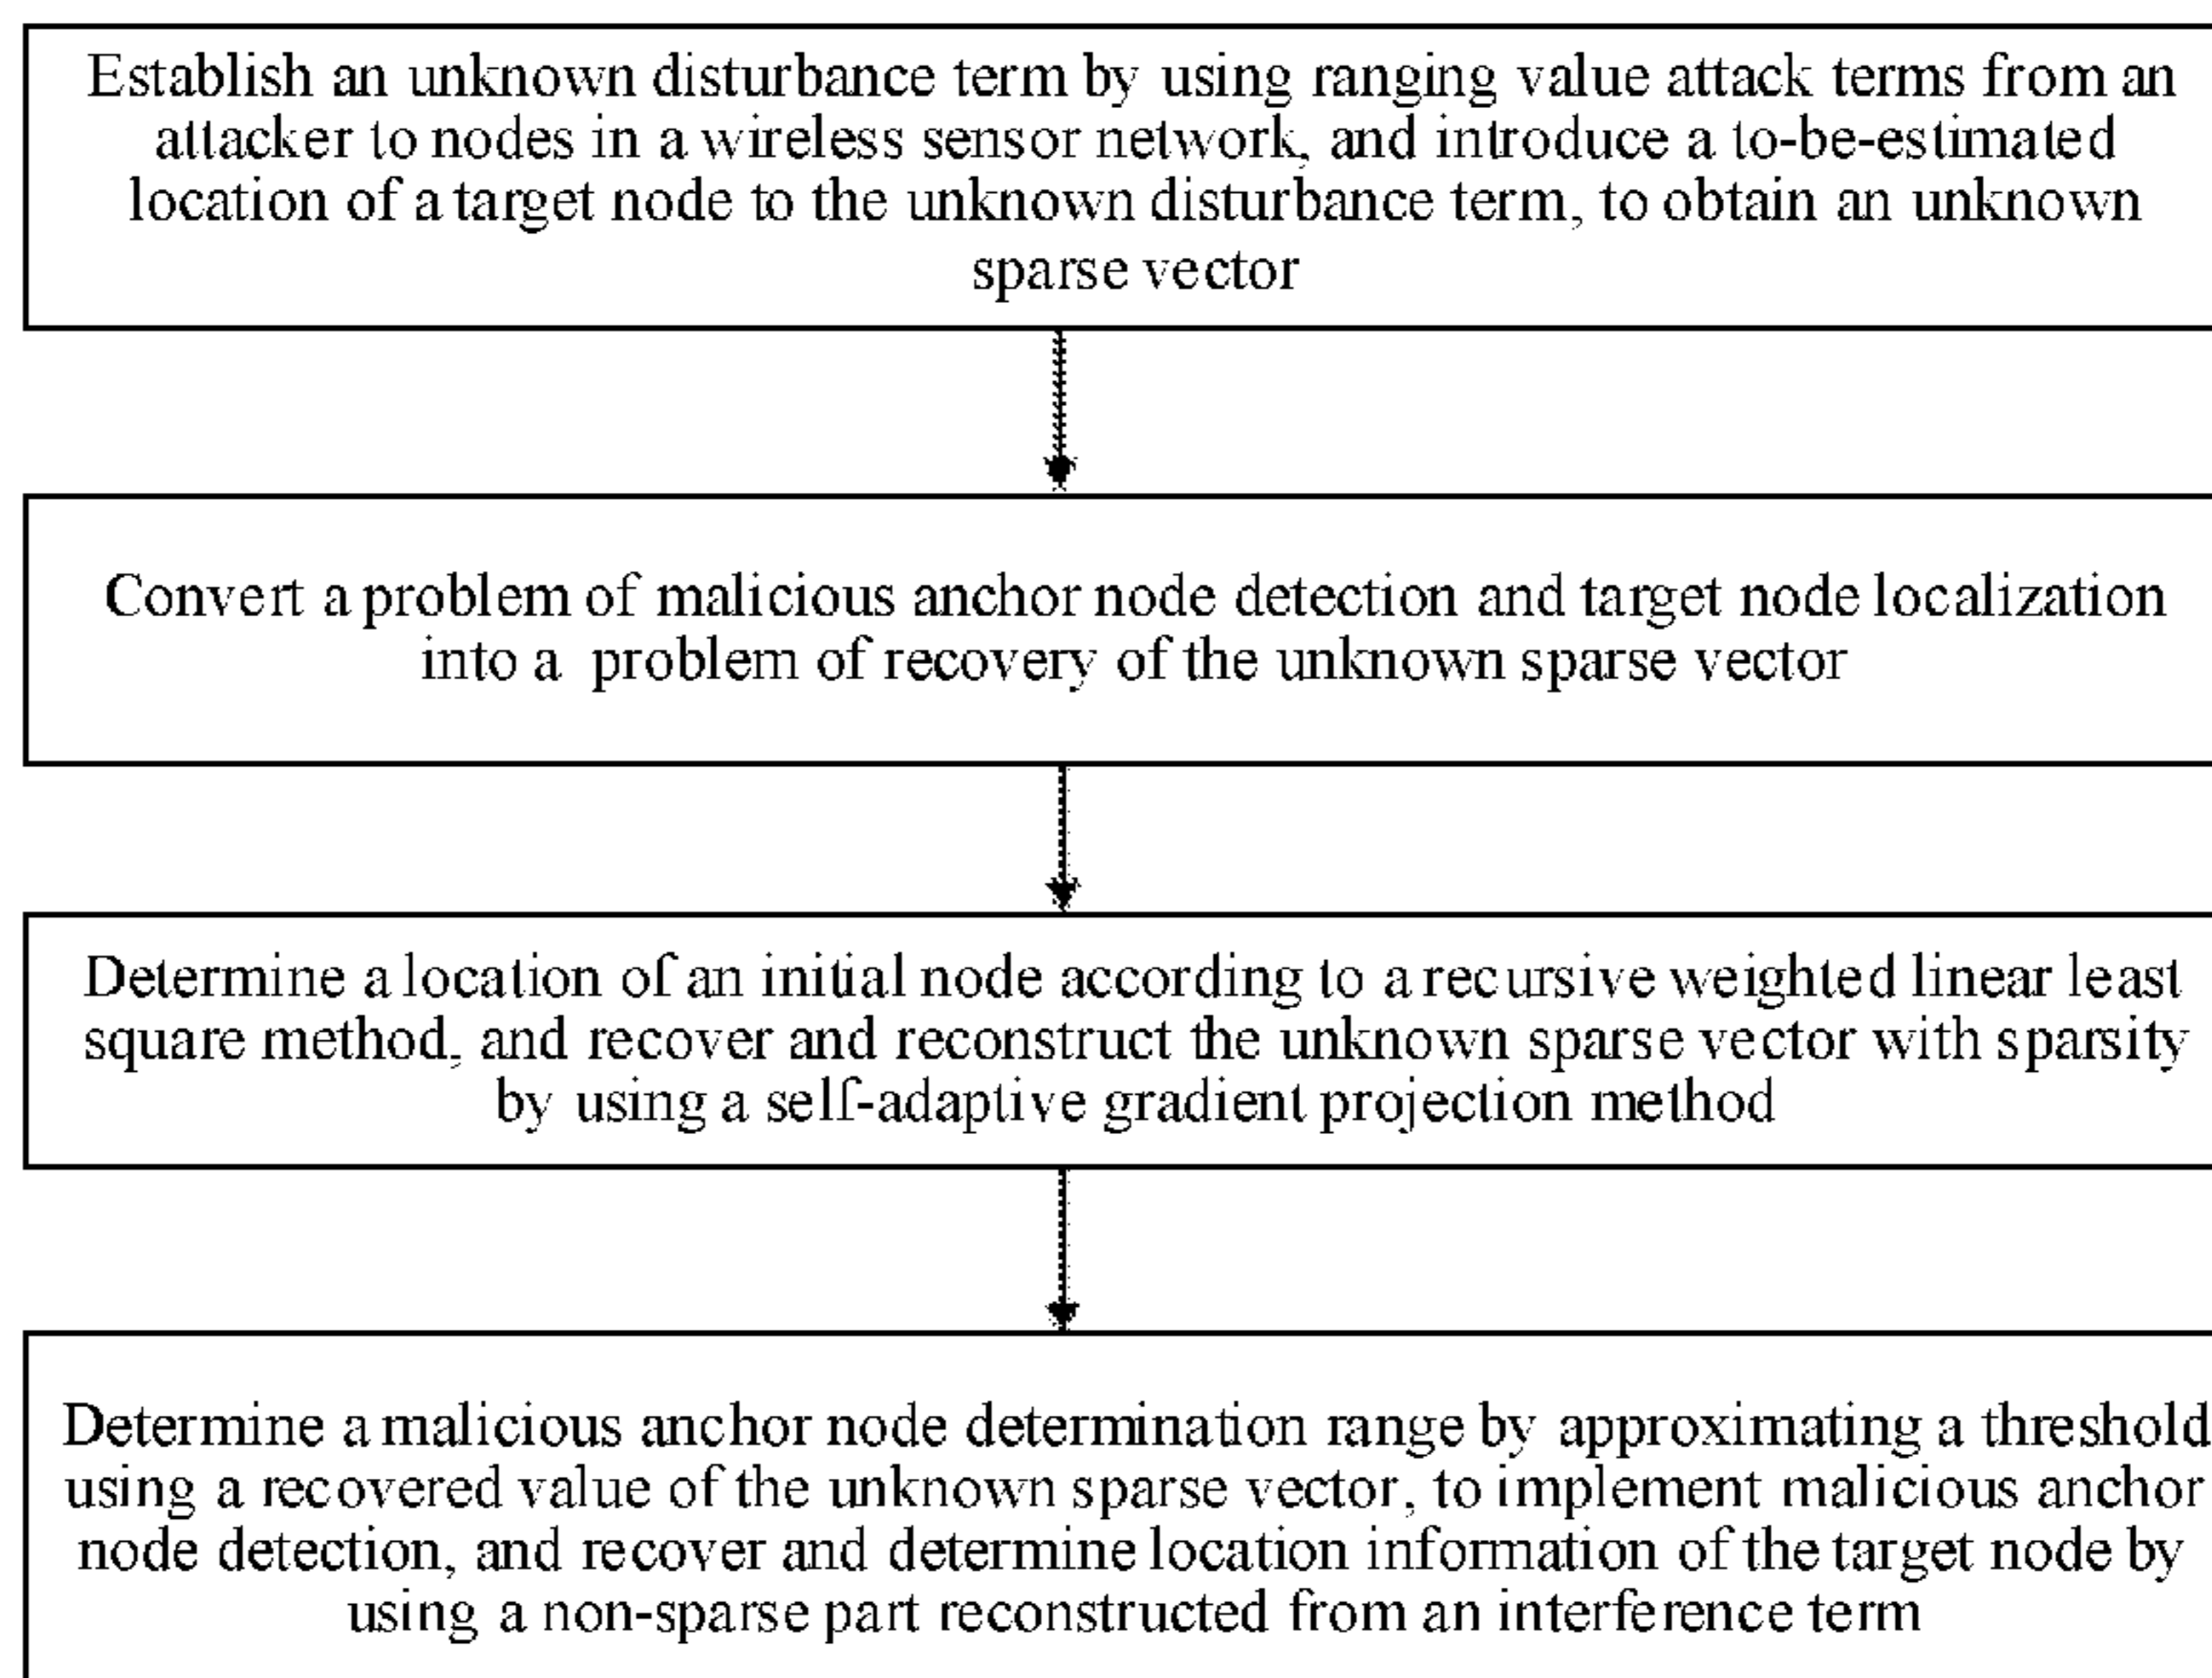 Establish an unknown disturbance term by using ranging value attack terms from an
attacker to nodes in a wireless sensor network, and introduce a to-be-estimated
location of a target node to the unknown disturbance term, to obtain an unknown
sparse vector
Convert a problem of malicious anchor node detection and target node localization
into a problem of recovery of the unknown sparse vector
Determine a location of an initial node according to a recursive weighted linear least
square method, and recover and reconstruct the unknown sparse vector with sparsity
by using a self-adaptive gradient projection method
Determine a malicious anchor node determination range by approximating a threshold
using a recovered value of the unknown sparse vector, to implement malicious anchor
node detection, and recover and determine location information of the target node by
using a non-sparse part reconstructed from an interference term